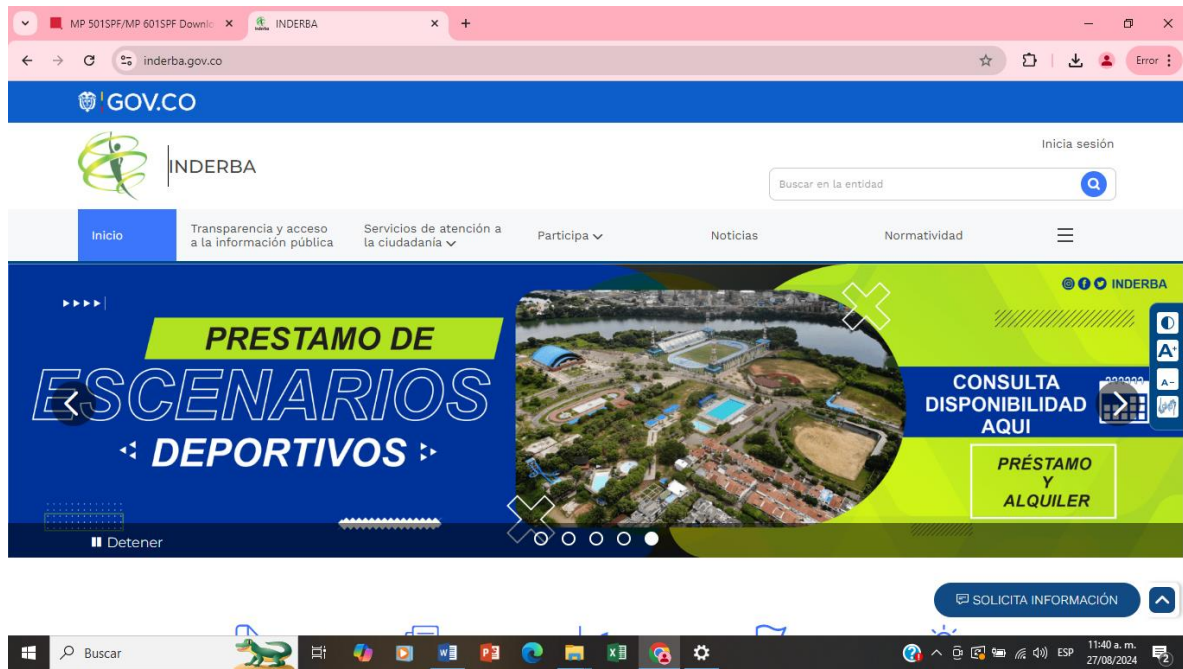 MP 501SPF/MP 601SPF Downlo
INDERBA
inderba.gov.co
Error
GOV.CO
INDERBA
Inicia sesión
Buscar en la entidad
Inicio
Transparencia y acceso
a la información pública
Servicios de atención a
la ciudadanía
Participa
Noticias
Normatividad
INDERBA
PRESTAMO DE
ESCENARIOS
DEPORTIVOS
CONSULTA
DISPONIBILIDAD
AQUI
PRÉSTAMO
Y
ALQUILER
A+
A-
Detener
SOLICITA INFORMACIÓN
Buscar
ESP
11:40 a. m.
27/08/2024
2